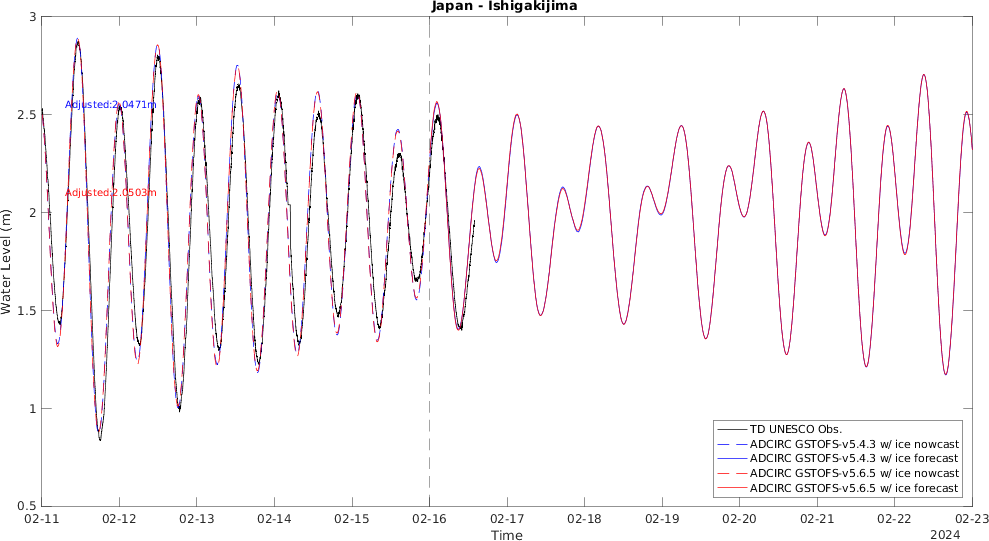 Japan - Ishigakijima
3
2.5
2
1.5
1
0.5
Water Level (m)
Adjusted:2.0471m
Adjusted:2.0503m
TD UNESCO Obs.
ADCIRC GSTOFS-v5.4.3 w/ ice nowcast
ADCIRC GSTOFS-v5.4.3 w/ ice forecast
ADCIRC GSTOFS-v5.6.5 w/ ice nowcast
ADCIRC GSTOFS-v5.6.5 w/ ice forecast
02-11 02-12 02-13 02-14 02-15 02-16 02-17 02-18 02-19 02-20 02-21 02-22 02-23
Time
2024